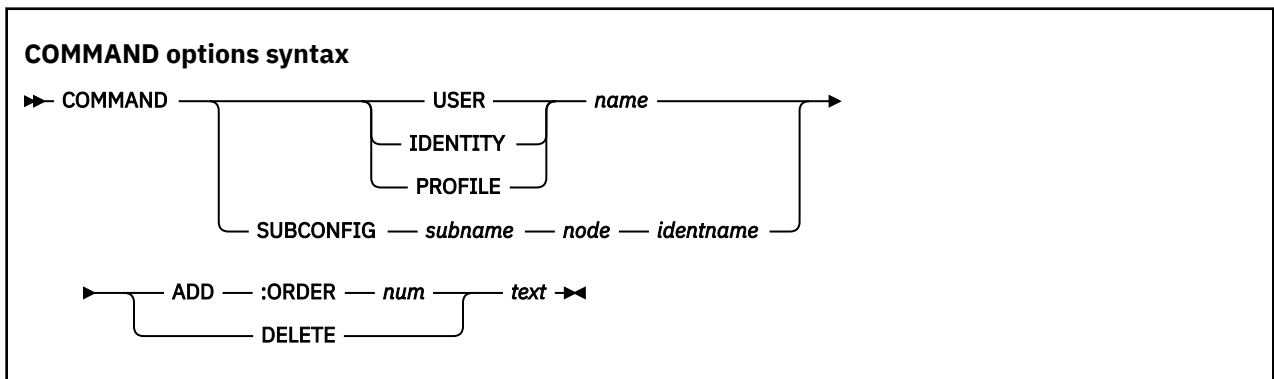 COMMAND options syntax
COMMAND USER name
IDENTITY
PROFILE
SUBCONFIG subname node identname
ADD :ORDER num text
DELETE